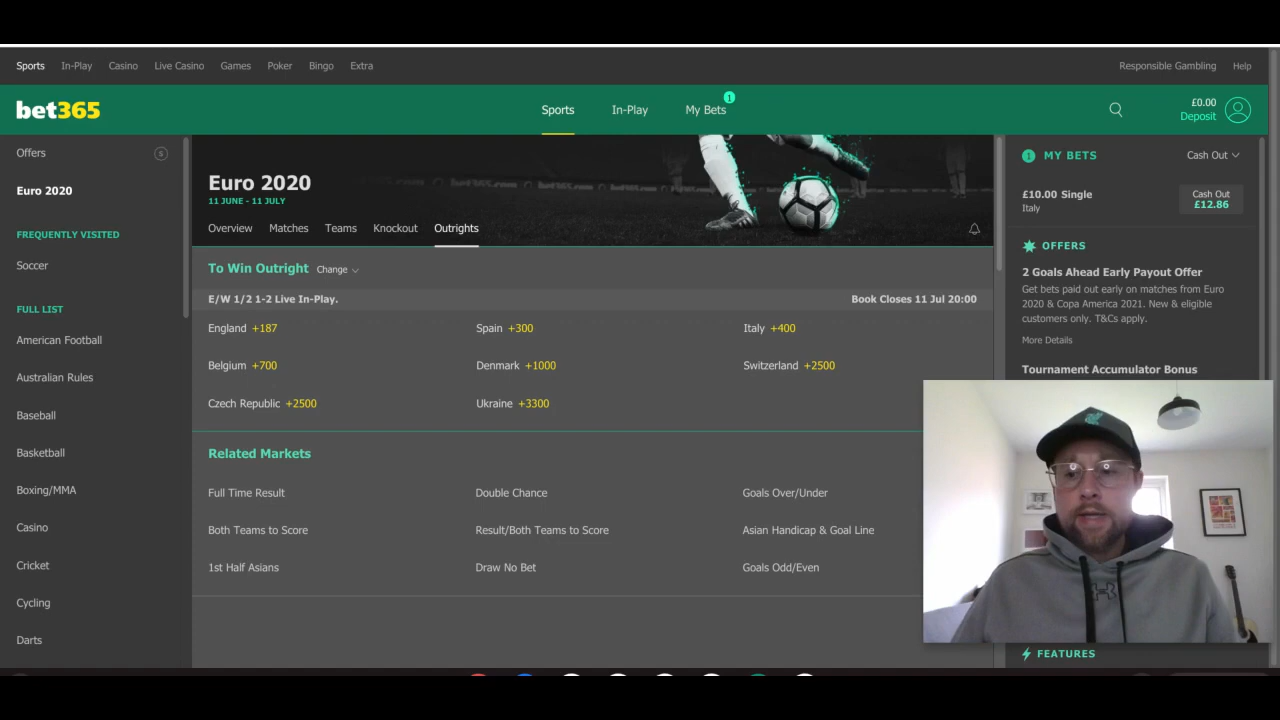 Sports In-Play Casino Live Casino Games Poker Bingo Extra Responsible Gambling Help
bet365 Sports In-Play My Bets 1 £0.00
Deposit
Offers $
Euro 2020
FREQUENTLY VISITED
Soccer
FULL LIST
American Football
Australian Rules
Baseball
Basketball
Boxing/MMA
Casino
Cricket
Cycling
Darts
Euro 2020
11 JUNE - 11 JULY
Overview Matches Teams Knockout Outrights
To Win Outright Change
E/W 1/2 1-2 Live In-Play. Book Closes 11 Jul 20:00
England +187 Spain +300 Italy +400
Belgium +700 Denmark +1000 Switzerland +2500
Czech Republic +2500 Ukraine +3300
Related Markets
Full Time Result Double Chance Goals Over/Under
Both Teams to Score Result/Both Teams to Score Asian Handicap & Goal Line
1st Half Asians Draw No Bet Goals Odd/Even
1 MY BETS Cash Out
£10.00 Single Cash Out
Italy £12.86
OFFERS
2 Goals Ahead Early Payout Offer
Get bets paid out early on matches from Euro
2020 & Copa America 2021. New & eligible
customers only. T&Cs apply.
More Details
Tournament Accumulator Bonus
FEATURES